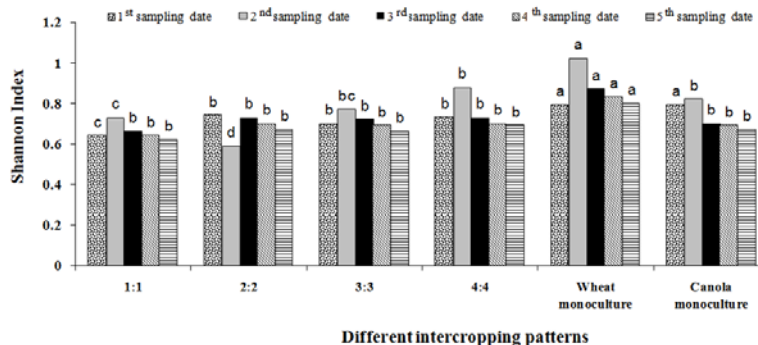 1st sampling date 2nd sampling date 3rd sampling date 4th sampling date 5th sampling date
1.2
1
0.8
0.6
0.4
0.2
0
Shannon Index
c c b b b
b d b b b
b bc b b b
b b b b b
a a a a a
a b b b b
1:1 2:2 3:3 4:4 Wheat monoculture Canola monoculture
Different intercropping patterns